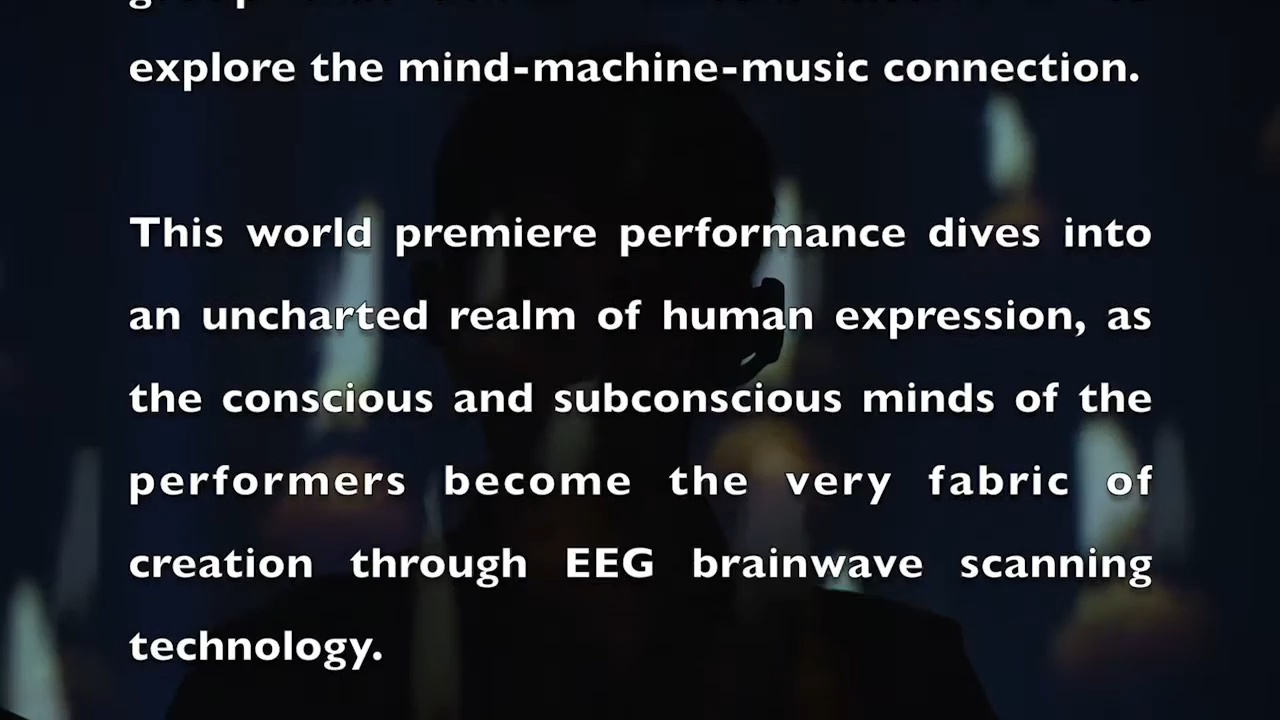 explore the mind-machine-music connection.
This world premiere performance dives into
an uncharted realm of human expression, as
the conscious and subconscious minds of the
performers become the very fabric of
creation through EEG brainwave scanning
technology.